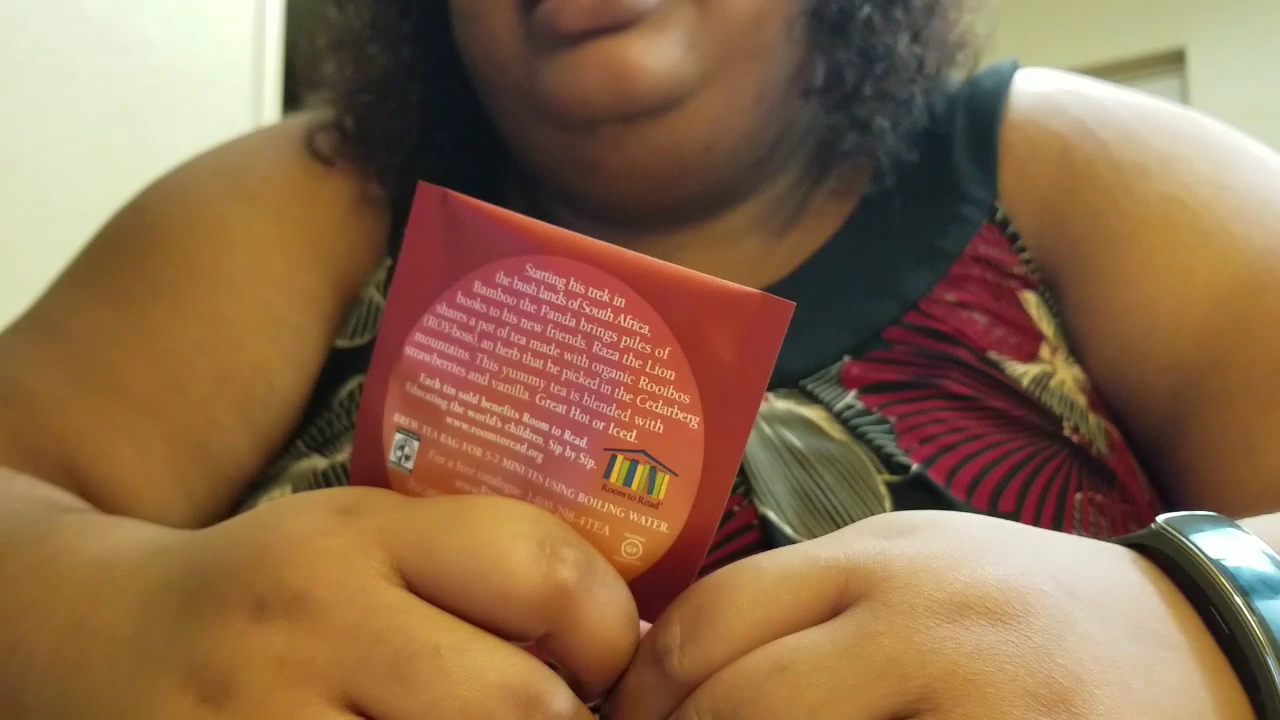 Starting his trek in
the bush lands of South Africa,
Bamboo the Panda brings piles of
books to his new friends. Raza the Lion
shares a pot of tea made with organic Rooibos
(ROY-boss), an herb that he picked in the Cedarberg
mountains. This yummy tea is blended with
strawberries and vanilla. Great Hot or Iced.
Each tin sold benefits Room to Read.
Educating the world's children, Sip by Sip.
www.roomtoread.org
BREW TEA BAG FOR 5-7 MINUTES USING BOILING WATER.
Room to Read
For a free catalogue 298-4TEA
GF